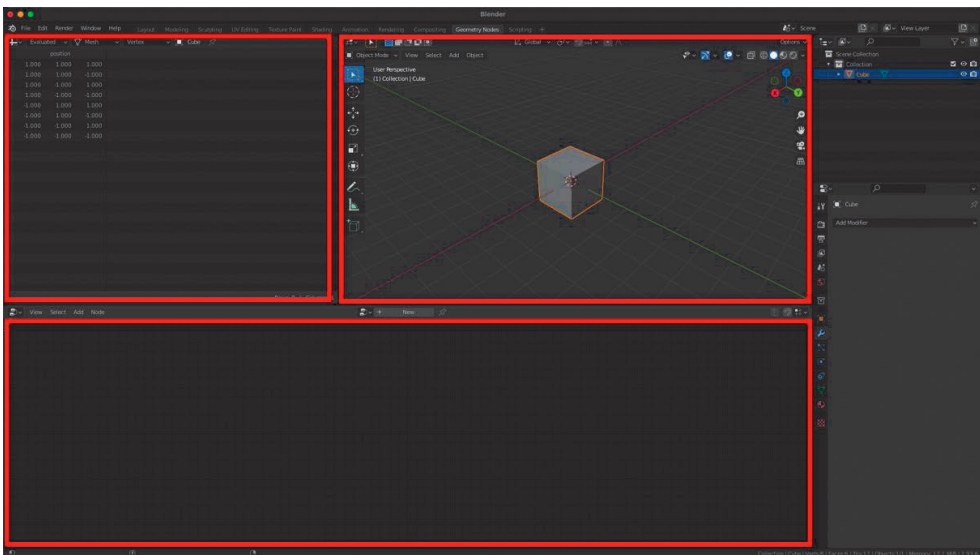 Blender
File Edit Render Window Help Layout Modeling Sculpting UV Editing Texture Paint Shading Animation Rendering Compositing Geometry Nodes Scripting + Scene View Layer
Evaluated Mesh Vertex Cube
position
1.000 1.000 1.000
1.000 1.000 -1.000
1.000 -1.000 1.000
1.000 -1.000 -1.000
-1.000 1.000 1.000
-1.000 1.000 -1.000
-1.000 -1.000 1.000
-1.000 -1.000 -1.000
Global Options
Object Mode View Select Add Object
User Perspective
(1) Collection | Cube
X
Y
Z
Scene Collection
Collection
Cube
Cube
Add Modifier
View Select Add Node New